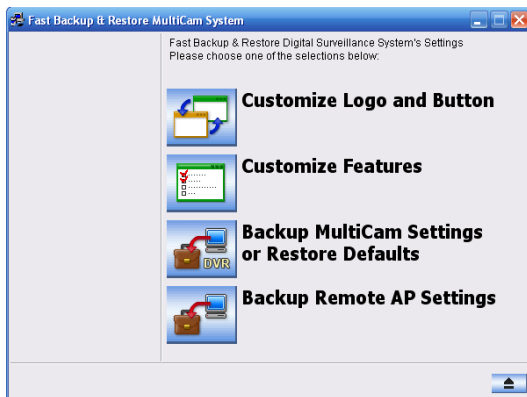 Fast Backup & Restore MultiCam System
Fast Backup & Restore Digital Surveillance System's Settings
Please choose one of the selections below:
Customize Logo and Button
Customize Features
Backup MultiCam Settings
or Restore Defaults
DVR
Backup Remote AP Settings